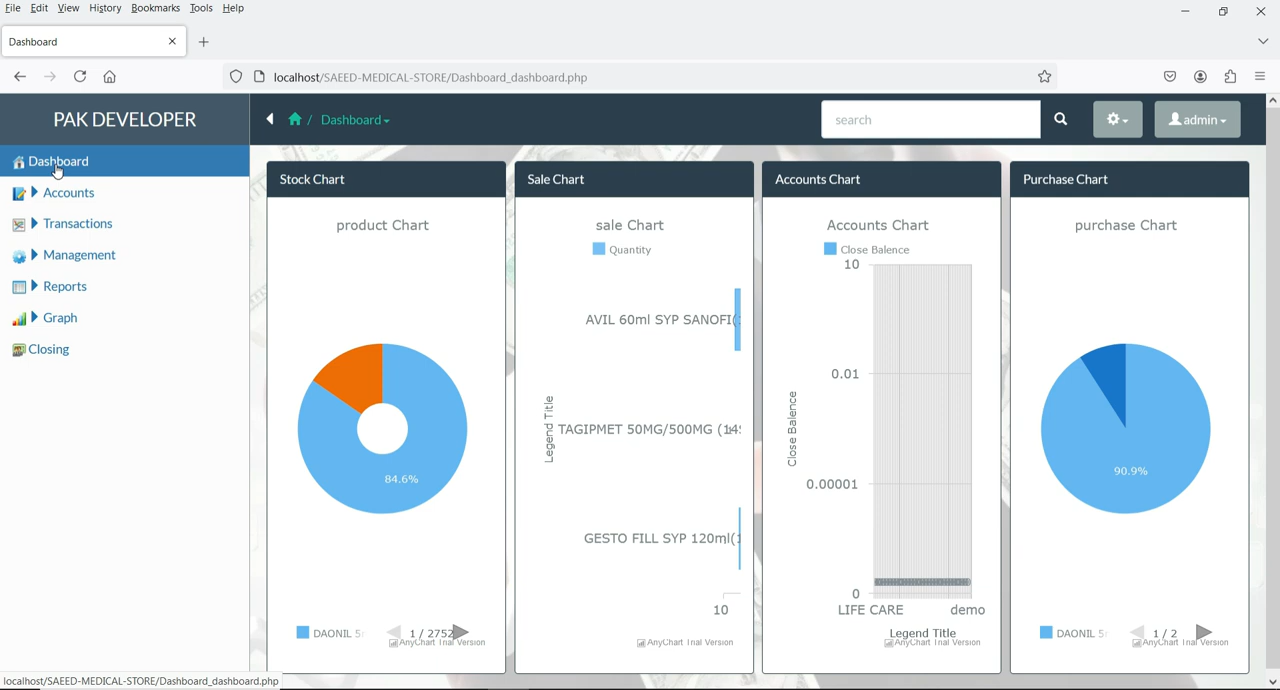 File Edit View History Bookmarks Tools Help
Dashboard
localhost/SAEED-MEDICAL-STORE/Dashboard_dashboard.php
PAK DEVELOPER
/ Dashboard
search
admin
Dashboard
Accounts
Transactions
Management
Reports
Graph
Closing
Stock Chart
product Chart
84.6%
DAONIL
1 / 2752
AnyChart Trial Version
Sale Chart
sale Chart
Quantity
Legend Title
AVIL 60ml SYP SANOFI(
TAGIPMET 50MG/500MG (149
GESTO FILL SYP 120ml(
10
AnyChart Trial Version
Accounts Chart
Accounts Chart
Close Balence
Close Balence
10
0.01
0.00001
0
LIFE CARE demo
Legend Title
AnyChart Trial Version
Purchase Chart
purchase Chart
90.9%
DAONIL
1 / 2
AnyChart Trial Version
localhost/SAEED-MEDICAL-STORE/Dashboard_dashboard.php